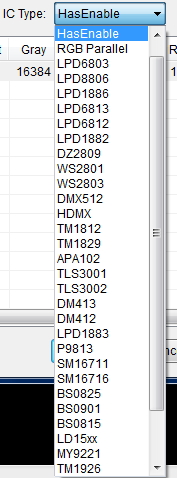 IC Type: HasEnable
Gray
16384
HasEnable
RGB Parallel
LPD6803
LPD8806
LPD1886
LPD6813
LPD6812
LPD1882
DZ2809
WS2801
WS2803
DMX512
HDMX
TM1812
TM1829
APA102
TLS3001
TLS3002
DM413
DM412
LPD1883
P9813
SM16711
SM16716
BS0825
BS0901
BS0815
LD15xx
MY9221
TM1926